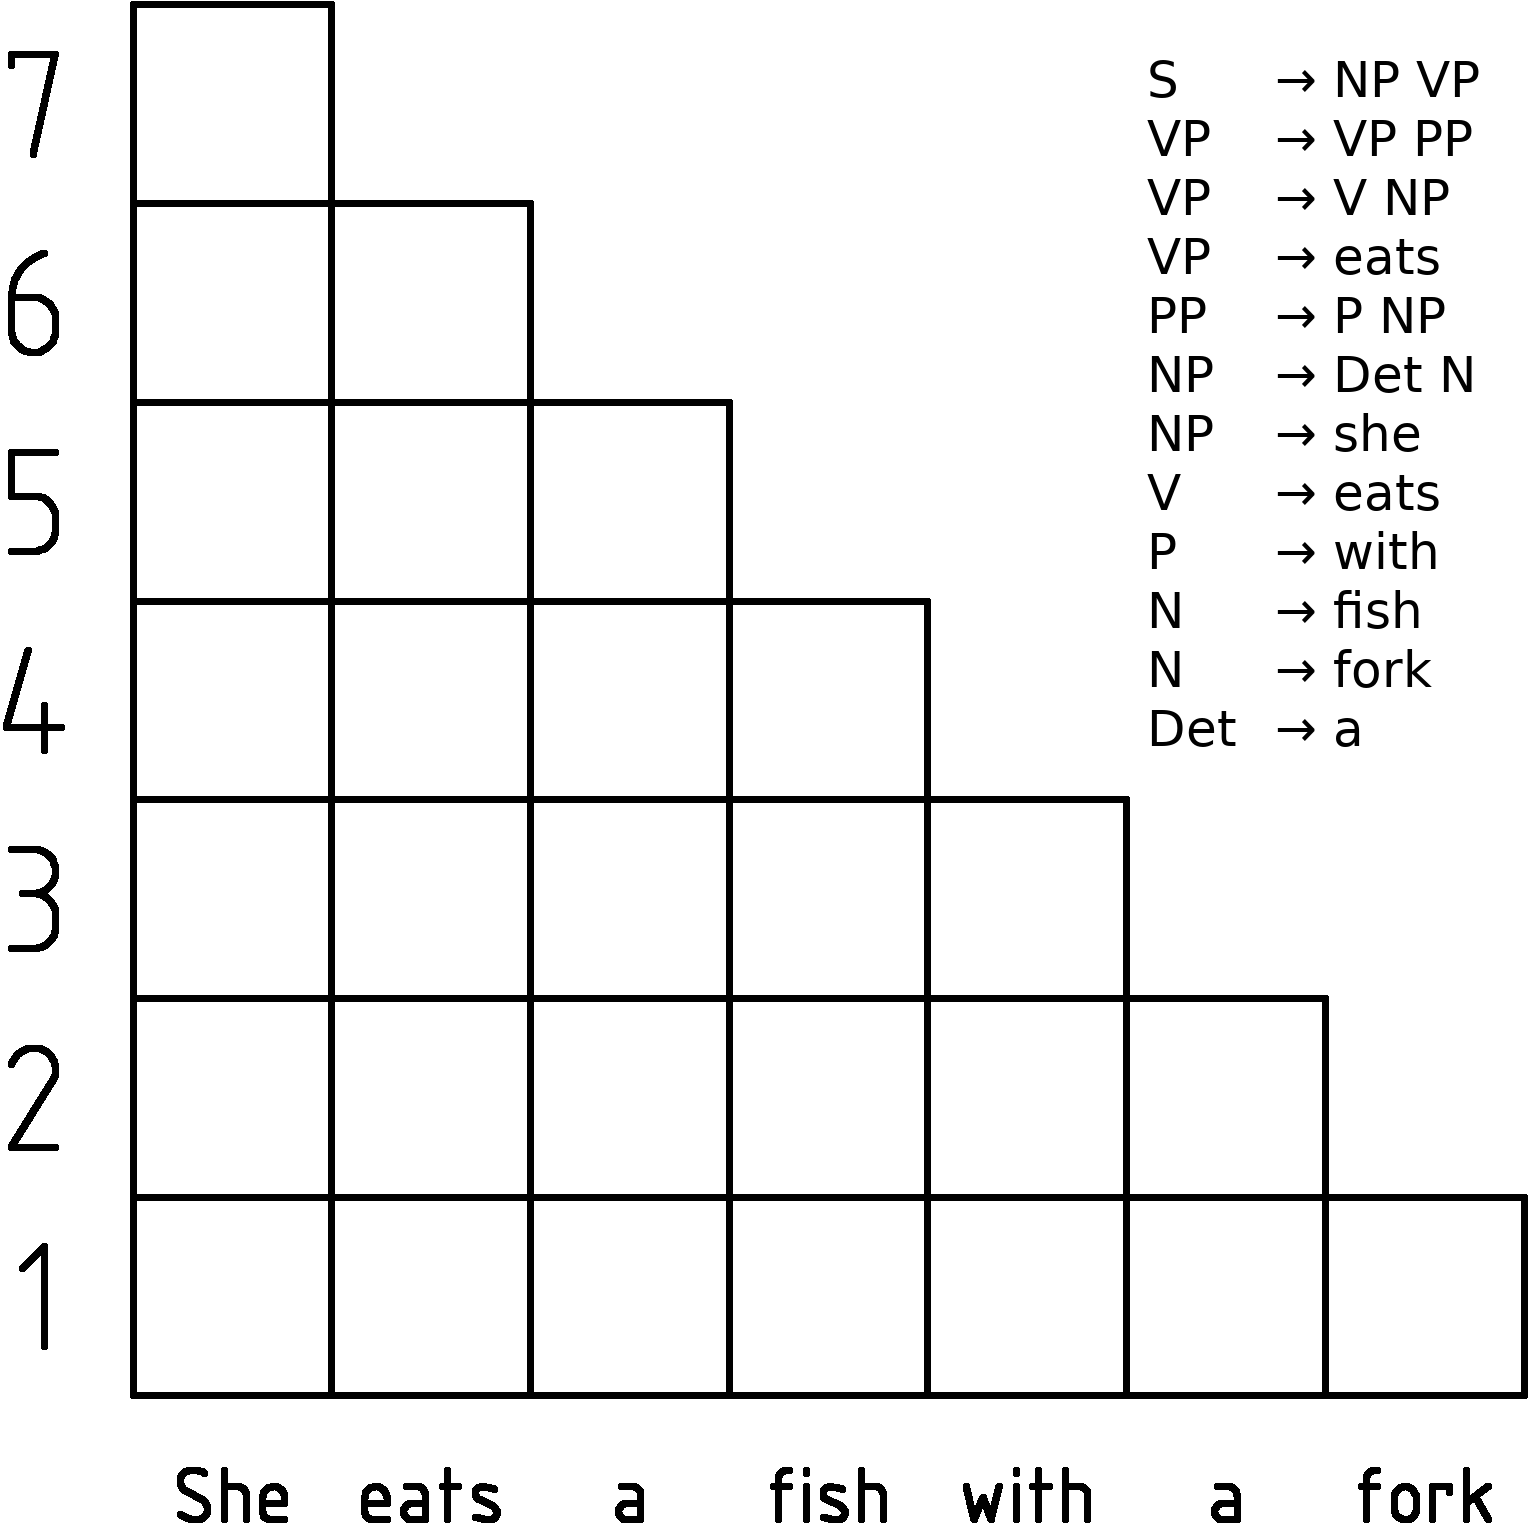 7
6
5
4
3
2
1
S → NP VP
VP → VP PP
VP → V NP
VP → eats
PP → P NP
NP → Det N
NP → she
V → eats
P → with
N → fish
N → fork
Det → a
She eats a fish with a fork